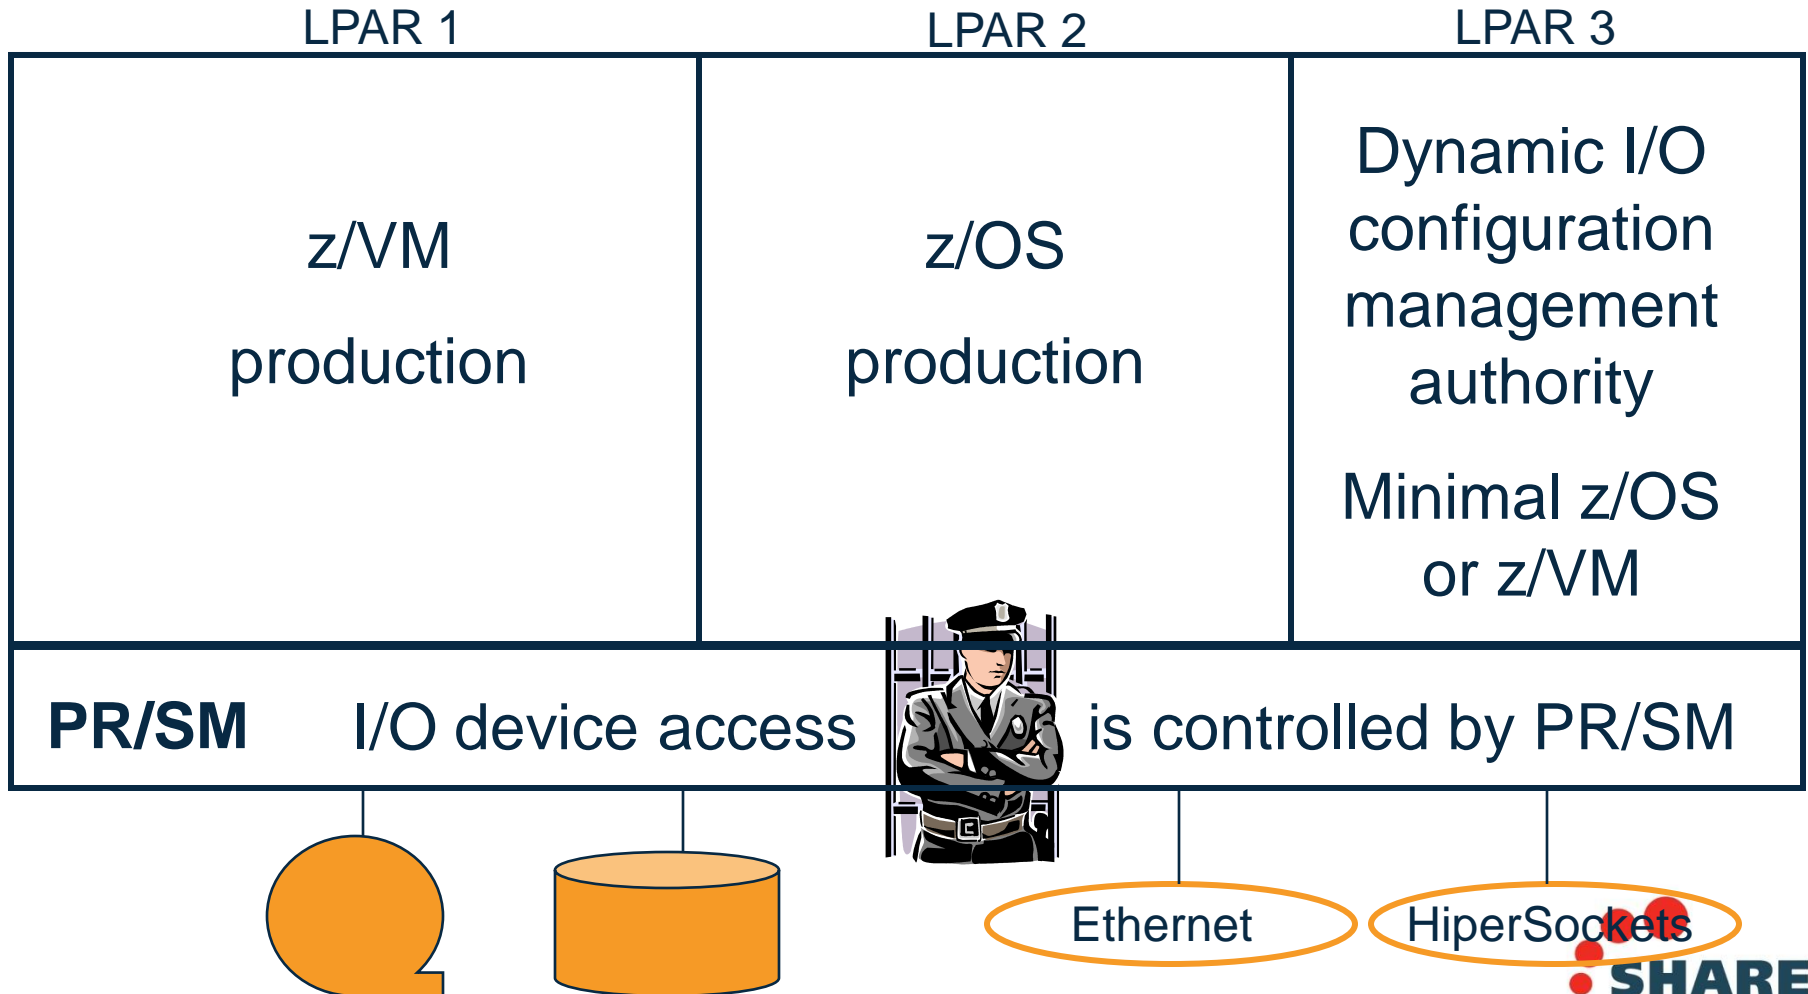 LPAR 1
LPAR 2
LPAR 3
z/VM
production
z/OS
production
Dynamic I/O
configuration
management
authority
Minimal z/OS
or z/VM
PR/SM I/O device access is controlled by PR/SM
Ethernet
HiperSockets
SHARE